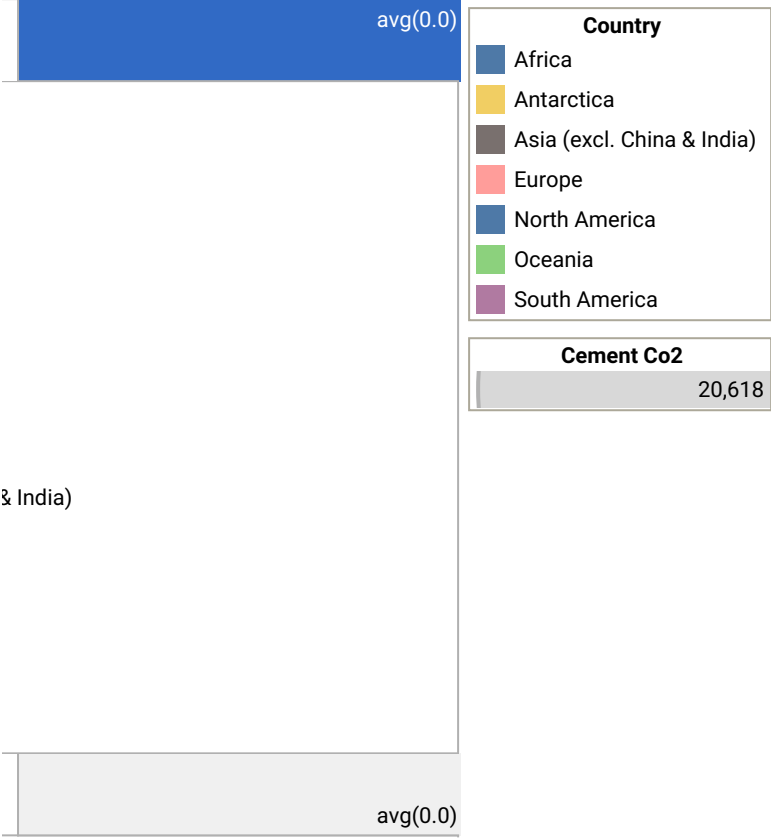 avg(0.0)
Country
Africa
Antarctica
Asia (excl. China & India)
Europe
North America
Oceania
South America
Cement Co2
20,618
& India)
avg(0.0)